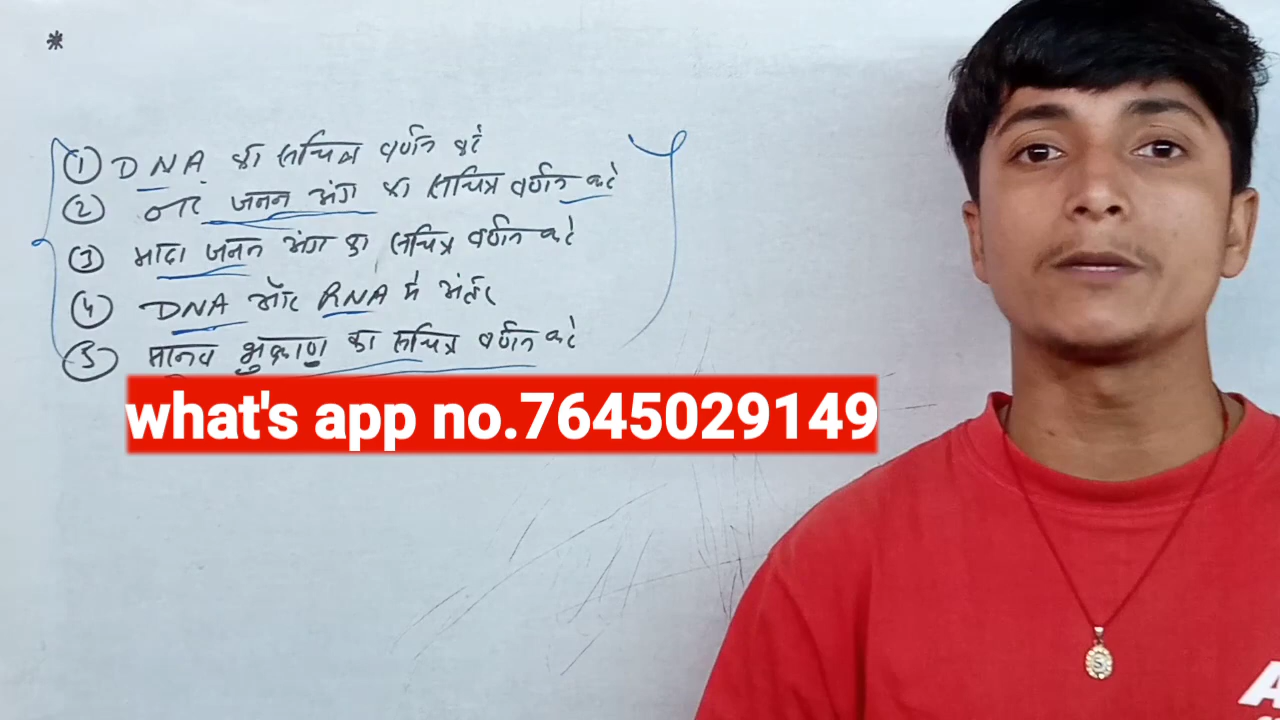 *
① DNA का सचित्र वर्णन करे
② नर जनन अंग का सचित्र वर्णन करे
③ मादा जनन अंग का सचित्र वर्णन करे
④ DNA और RNA में अंतर
⑤ मानव का सचित्र वर्णन करे
what's app no.7645029149
S
A